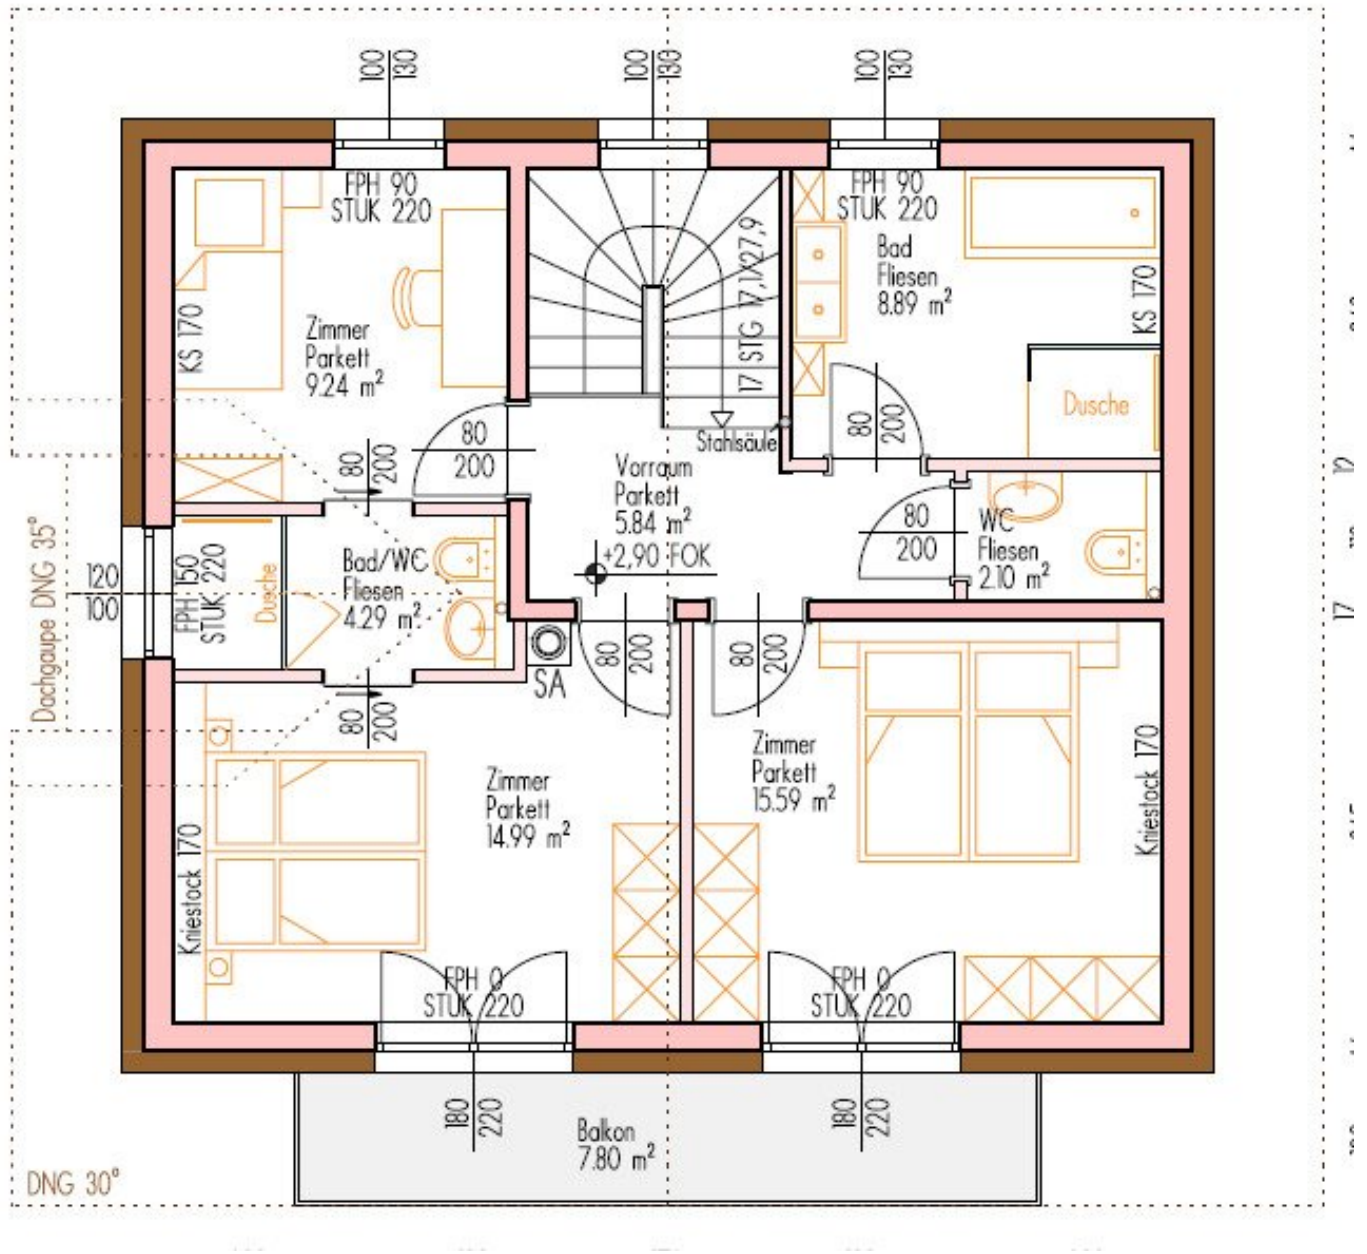 100
130
100
130
100
130
FPH 90
STUK 220
FPH 90
STUK 220
Bad
Fliesen
8.89 m²
17 STG 17,1/27,9
KS 170
KS 170
Zimmer
Parkett
9.24 m²
Dusche
80
200
80
200
80
200
Stahlsäule
Vorraum
Parkett
5.84 m²
+2,90 FOK
80
200
WC
Fliesen
2.10 m²
12
17
Dachgaupe DNG 35°
120
100
FPH 150
STUK 220
Dusche
Bad/WC
Fliesen
4.29 m²
80
200
SA
80
200
80
200
Zimmer
Parkett
14.99 m²
Zimmer
Parkett
15.59 m²
Kniestock 170
Kniestock 170
FPH 0
STUK 220
FPH 0
STUK 220
180
220
180
220
Balkon
7.80 m²
DNG 30°